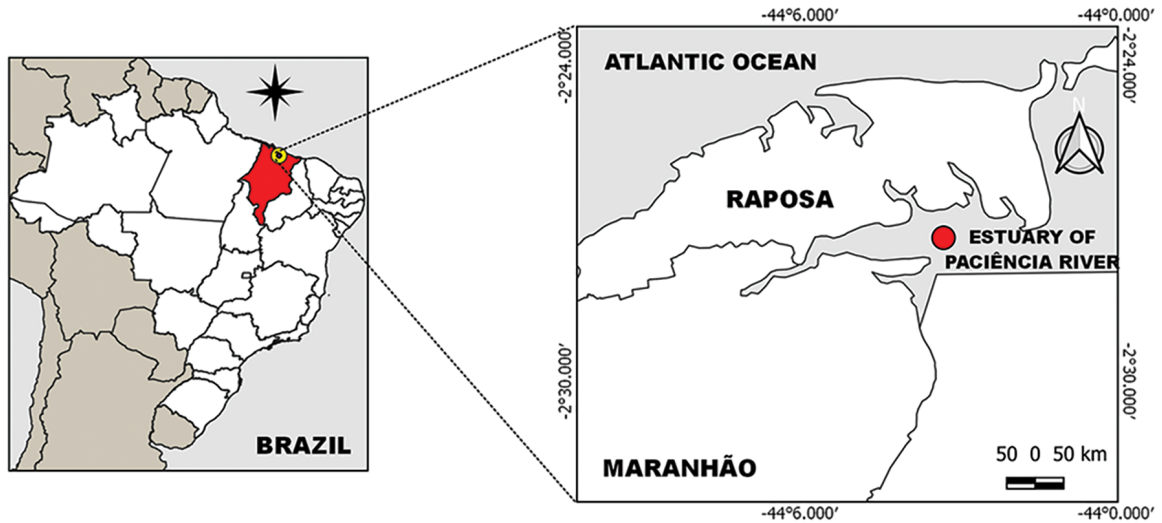 -44°6.000′
-44°0.000′
-2°24.000′
-2°24.000′
ATLANTIC OCEAN
N
RAPOSA
ESTUARY OF
PACIÊNCIA RIVER
-2°30.000′
-2°30.000′
BRAZIL
MARANHÃO
50 0 50 km
-44°6.000′
-44°0.000′